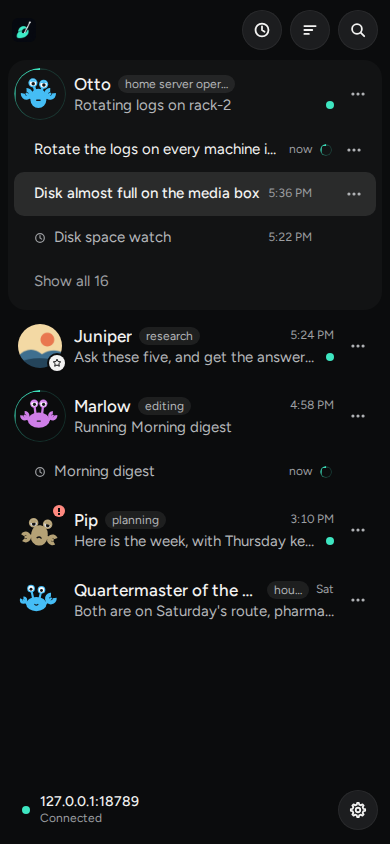 Otto home server oper...
Rotating logs on rack-2
Rotate the logs on every machine i... now
Disk almost full on the media box 5:36 PM
Disk space watch 5:22 PM
Show all 16
Juniper research 5:24 PM
Ask these five, and get the answer...
Marlow editing 4:58 PM
Running Morning digest
Morning digest now
Pip planning 3:10 PM
Here is the week, with Thursday ke...
Quartermaster of the ... hou... Sat
Both are on Saturday's route, pharma...
127.0.0.1:18789
Connected